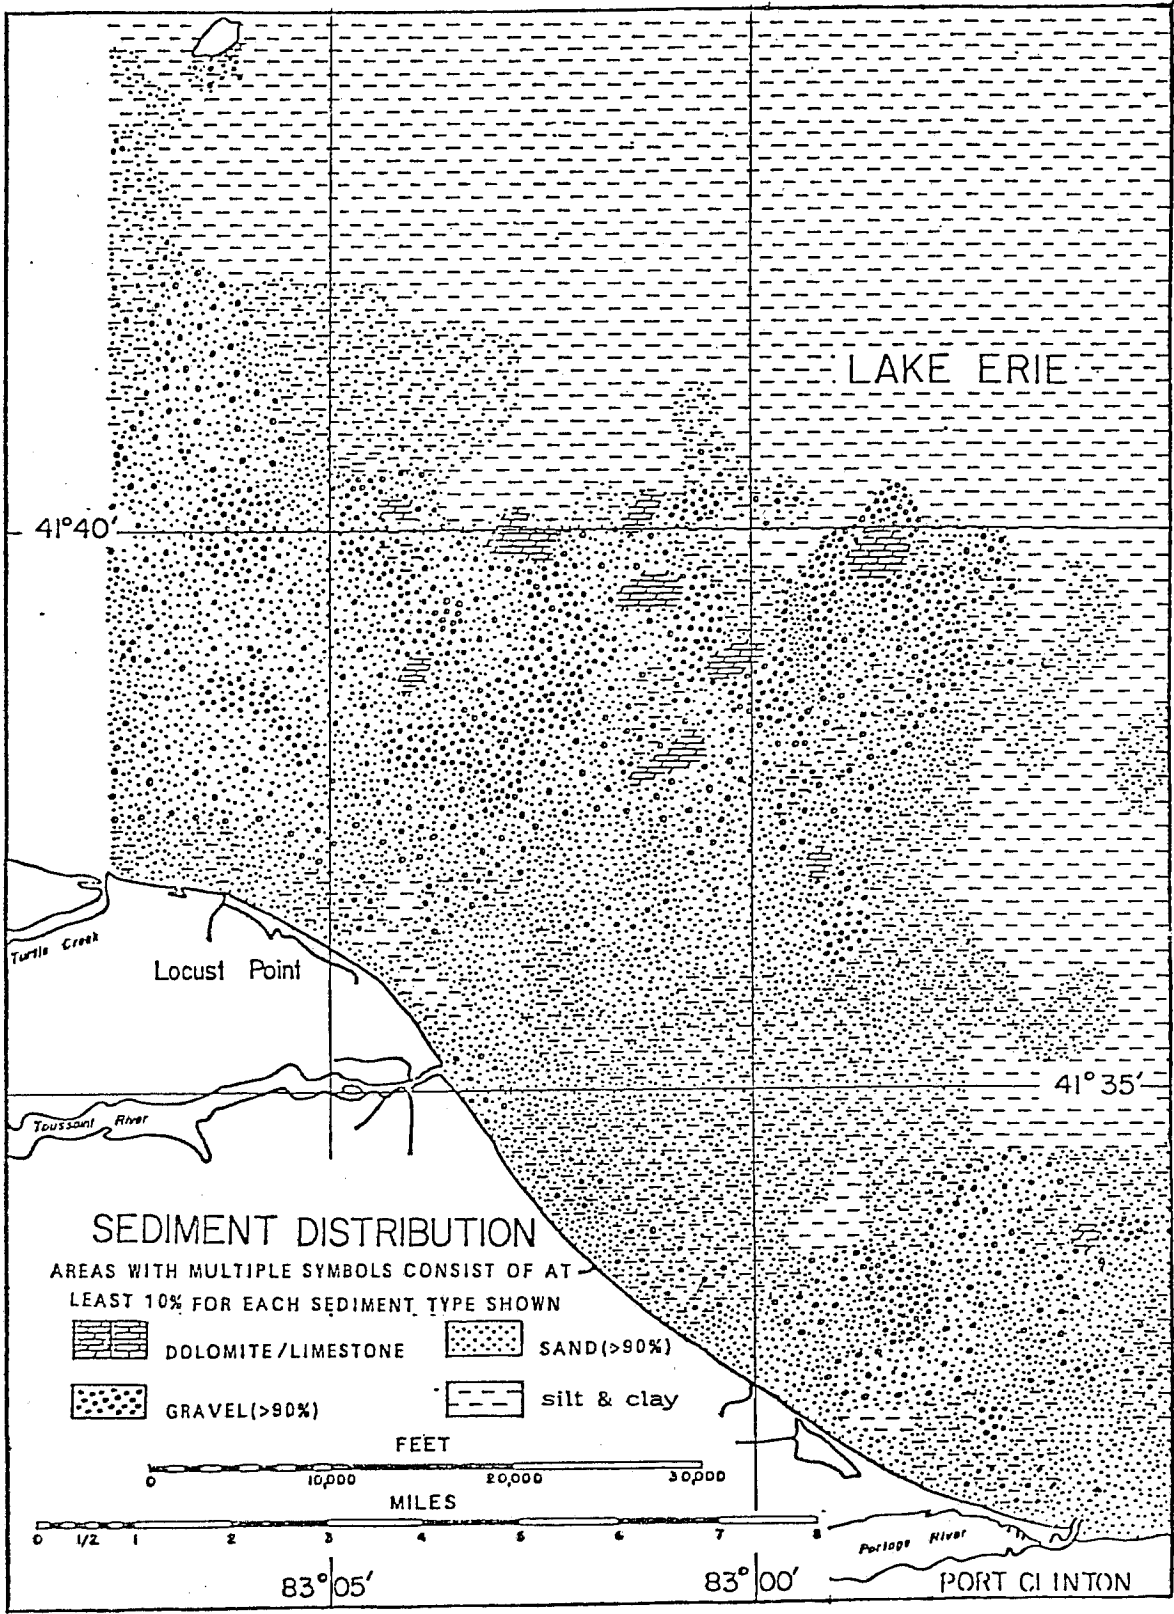 LAKE ERIE
41°40'
Turtle Creek
Locust Point
41°35'
Toussaint River
SEDIMENT DISTRIBUTION
AREAS WITH MULTIPLE SYMBOLS CONSIST OF AT
LEAST 10% FOR EACH SEDIMENT TYPE SHOWN
DOLOMITE/LIMESTONE
SAND(>90%)
GRAVEL(>90%)
silt & clay
FEET
0 10,000 20,000 30,000
MILES
0 1/2 1 2 3 4 5 6 7 8
Portage River
83°05'
83°00'
PORT CLINTON